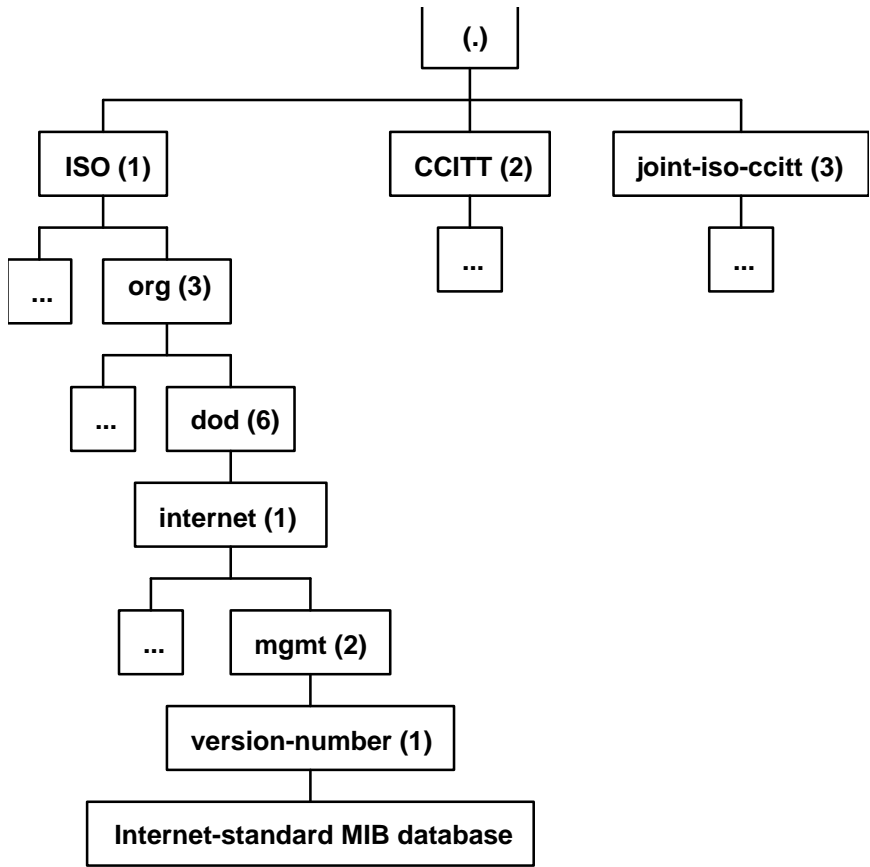 (.)
ISO (1)
CCITT (2)
joint-iso-ccitt (3)
...
org (3)
...
...
...
dod (6)
internet (1)
...
mgmt (2)
version-number (1)
Internet-standard MIB database